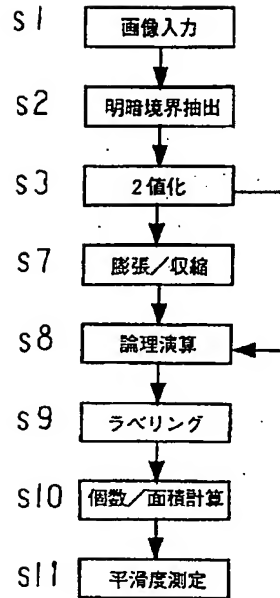 S1 画像入力
S2 明暗境界抽出
S3 2値化
S7 膨張/収縮
S8 論理演算
S9 ラベリング
S10 個数/面積計算
S11 平滑度測定